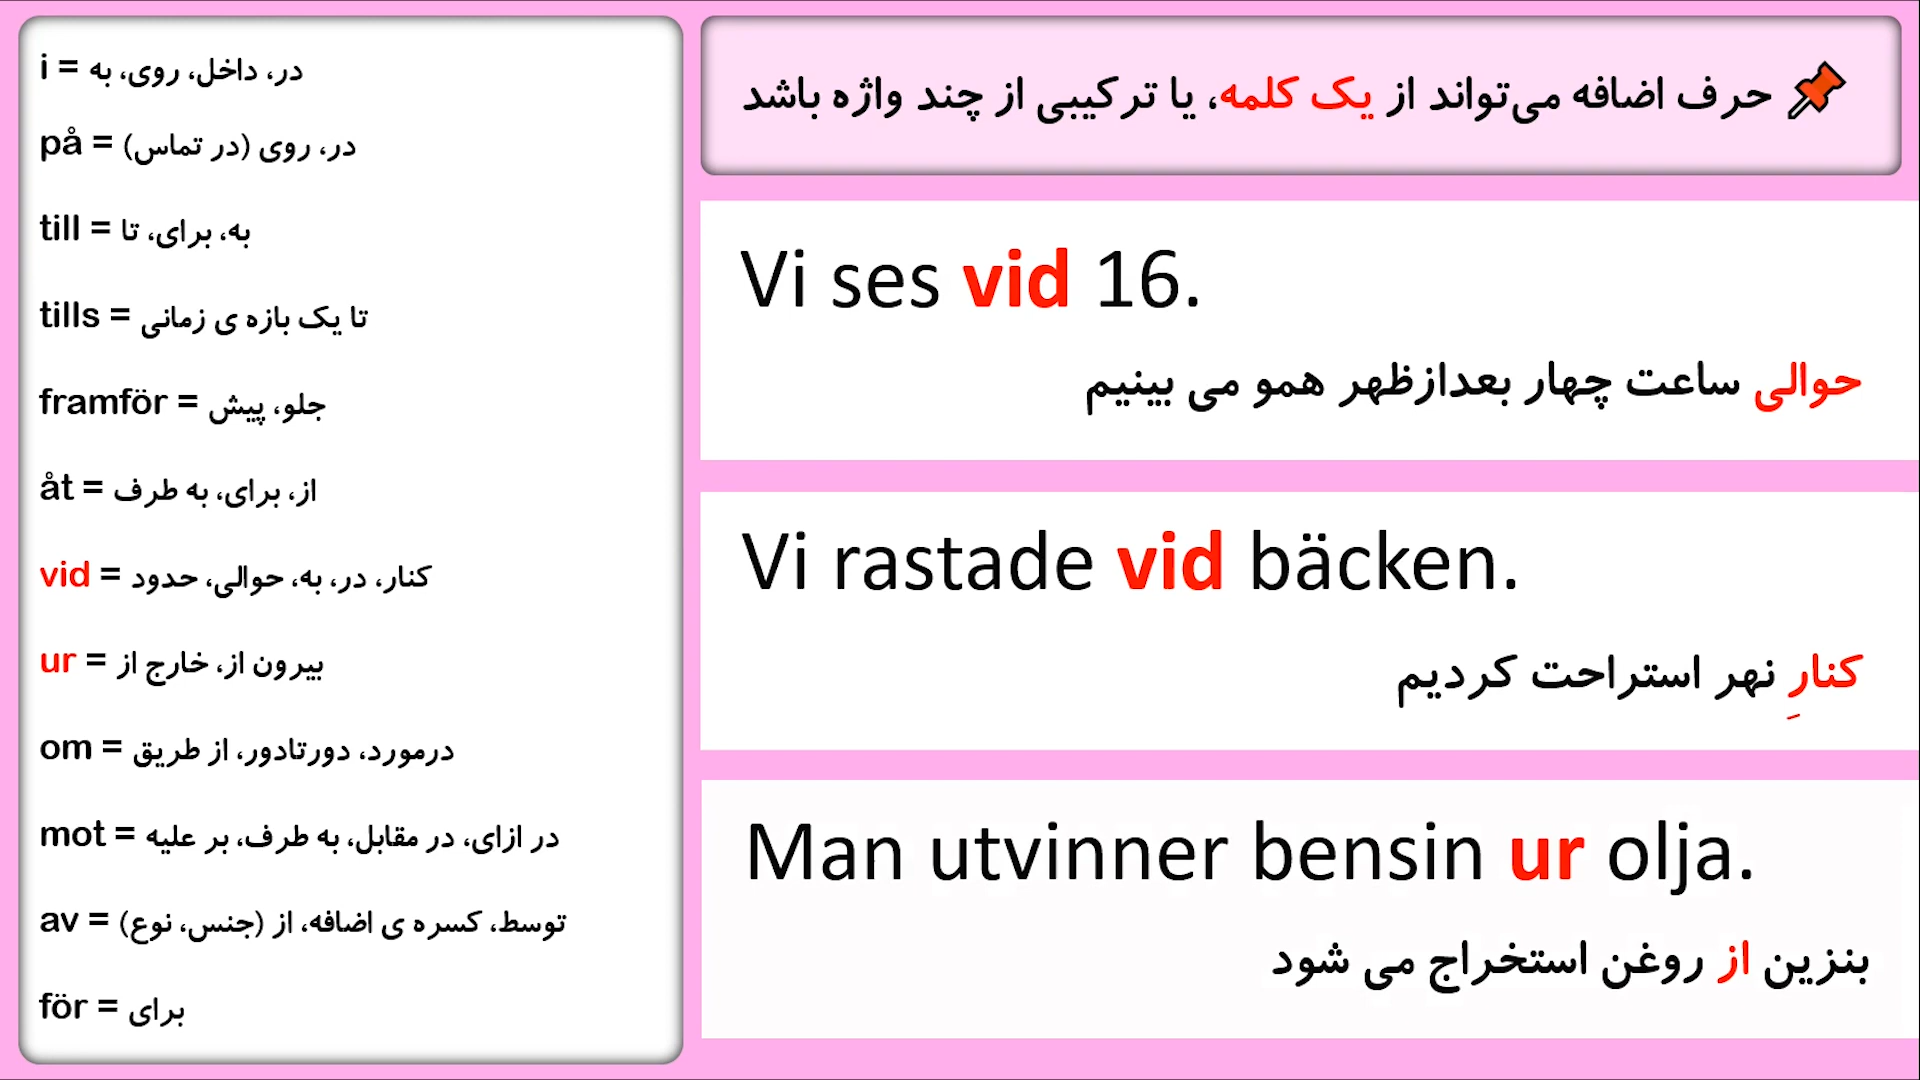 i = در، داخل، روی، به
på = در، روی (در تماس)
till = به، برای، تا
tills = تا یک بازه ی زمانی
framför = جلو، پیش
åt = از، برای، به طرف
vid = کنار، در، به، حوالی، حدود
ur = بیرون از، خارج از
om = درمورد، دورتادور، از طریق
mot = در ازای، در مقابل، به طرف، بر علیه
av = توسط، کسره ی اضافه، از (جنس، نوع)
för = برای
📌 حرف اضافه می‌تواند از یک کلمه، یا ترکیبی از چند واژه باشد
Vi ses vid 16.
حوالی ساعت چهار بعدازظهر همو می بینیم
Vi rastade vid bäcken.
کنارِ نهر استراحت کردیم
Man utvinner bensin ur olja.
بنزین از روغن استخراج می شود